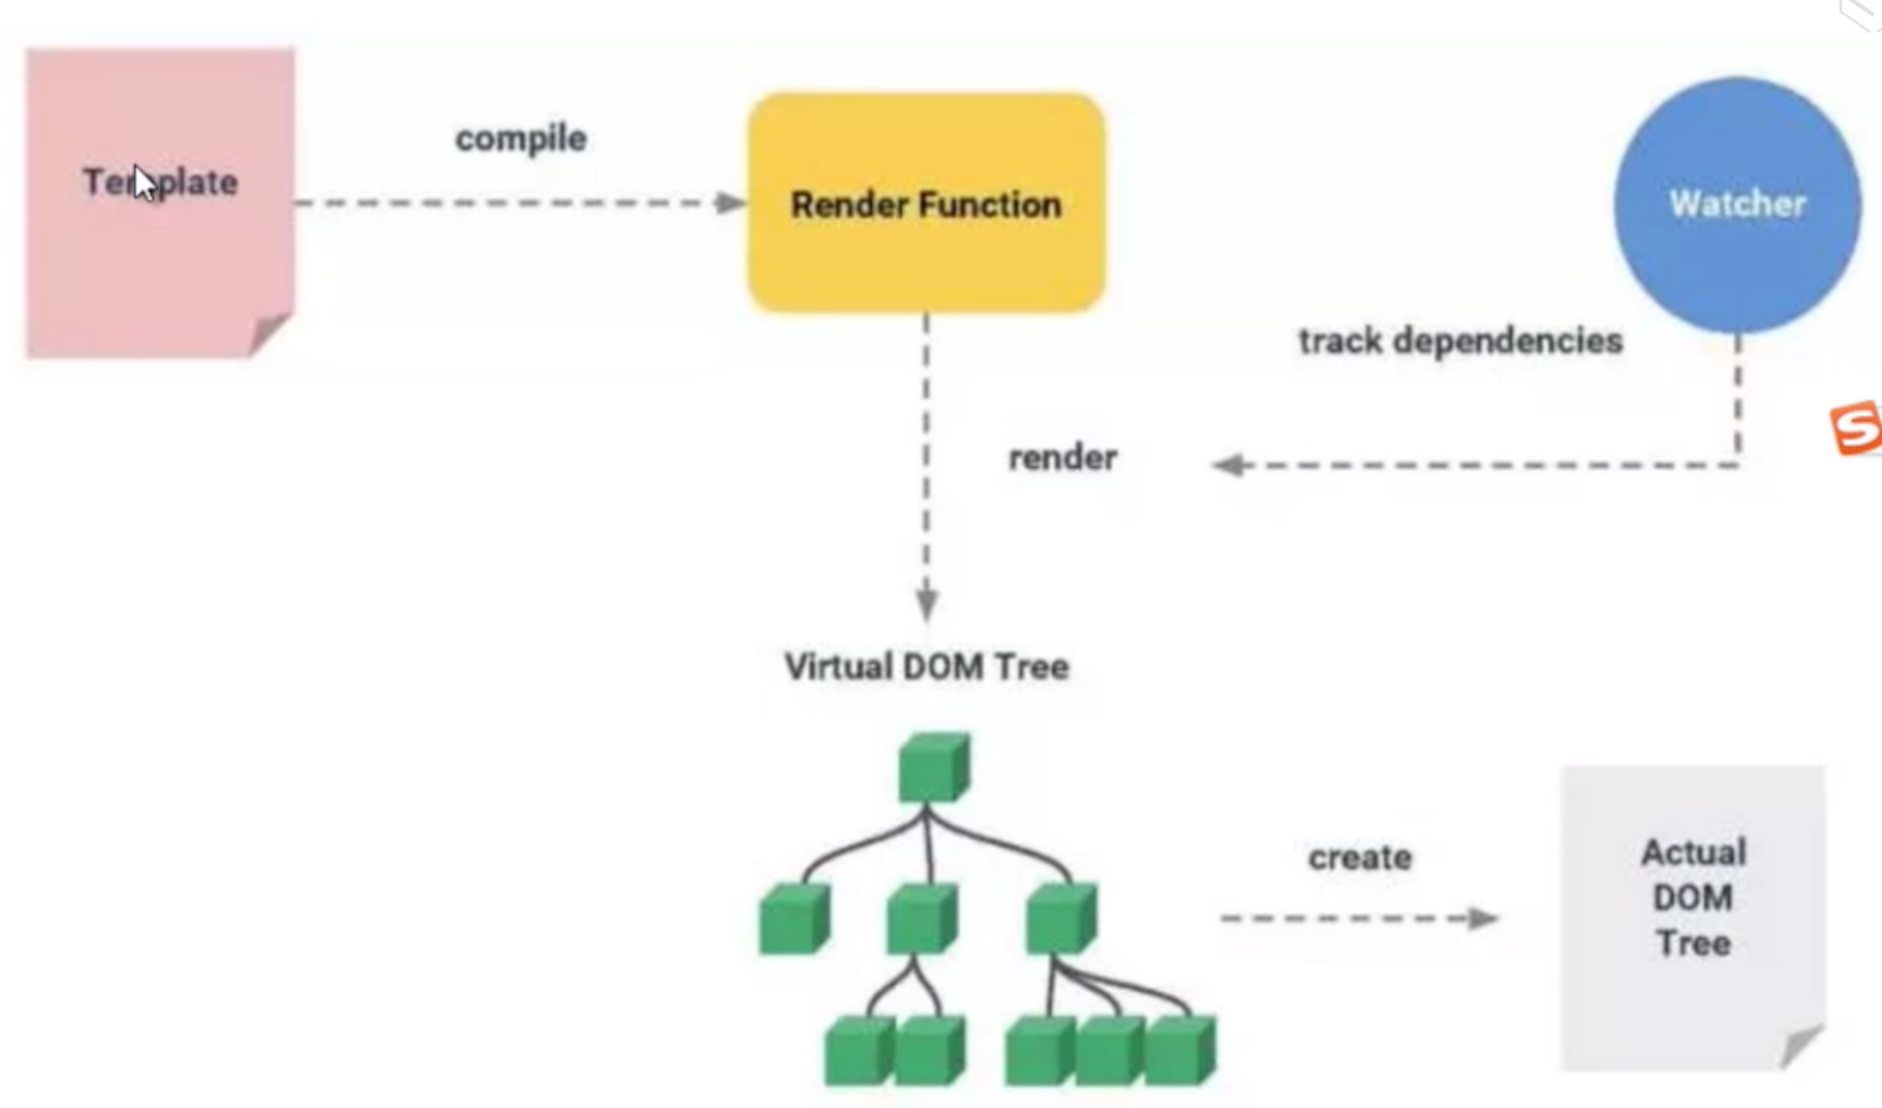 Template
compile
Render Function
Watcher
track dependencies
render
Virtual DOM Tree
create
Actual
DOM
Tree
S